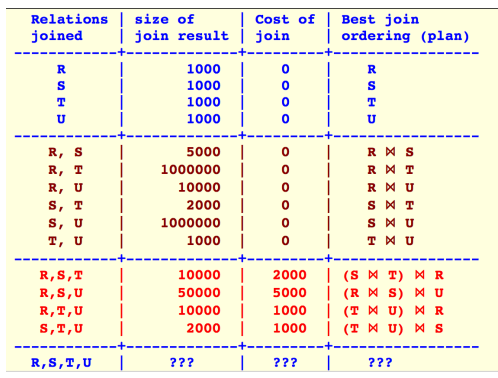 Relations | size of | Cost of | Best join
joined | join result | join | ordering (plan)
-----------+-------------+---------+----------------
R | 1000 | 0 | R
S | 1000 | 0 | S
T | 1000 | 0 | T
U | 1000 | 0 | U
-----------+-------------+---------+----------------
R, S | 5000 | 0 | R ⋈ S
R, T | 1000000 | 0 | R ⋈ T
R, U | 10000 | 0 | R ⋈ U
S, T | 2000 | 0 | S ⋈ T
S, U | 1000000 | 0 | S ⋈ U
T, U | 1000 | 0 | T ⋈ U
-----------+-------------+---------+----------------
R,S,T | 10000 | 2000 | (S ⋈ T) ⋈ R
R,S,U | 50000 | 5000 | (R ⋈ S) ⋈ U
R,T,U | 10000 | 1000 | (T ⋈ U) ⋈ R
S,T,U | 2000 | 1000 | (T ⋈ U) ⋈ S
-----------+-------------+---------+----------------
R,S,T,U | ??? | ??? | ???